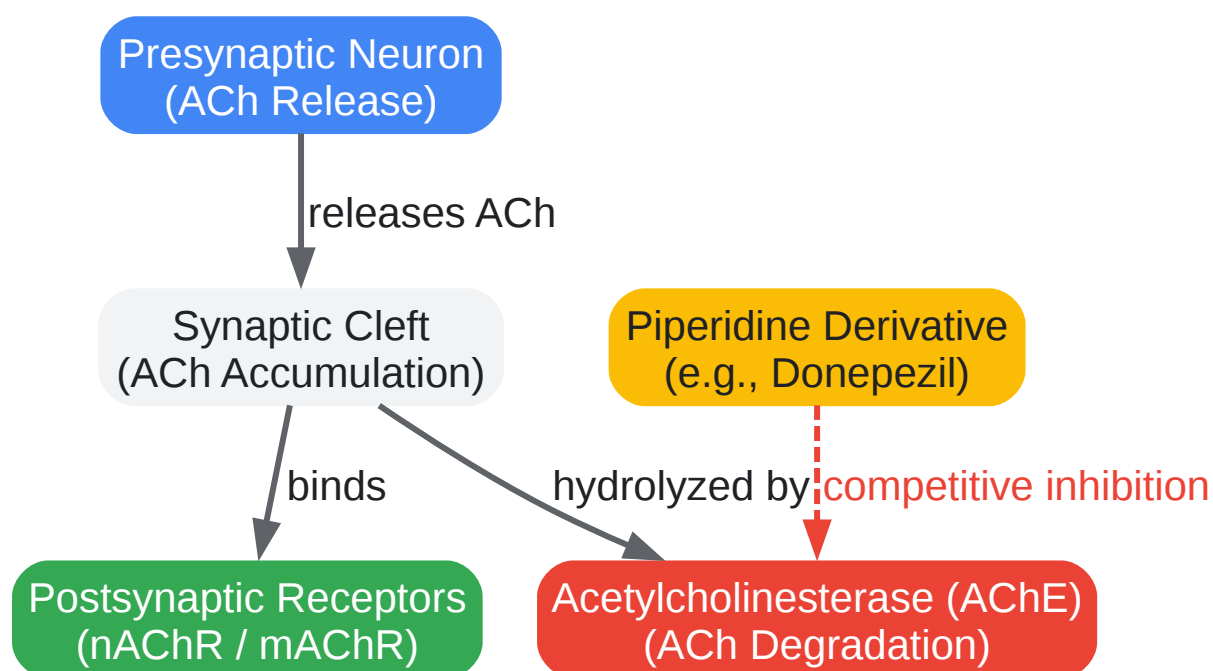 Presynaptic Neuron
(ACh Release)
releases ACh
Synaptic Cleft
(ACh Accumulation)
Piperidine Derivative
(e.g., Donepezil)
binds
hydrolyzed by
competitive inhibition
Postsynaptic Receptors
(nAChR / mAChR)
Acetylcholinesterase (AChE)
(ACh Degradation)